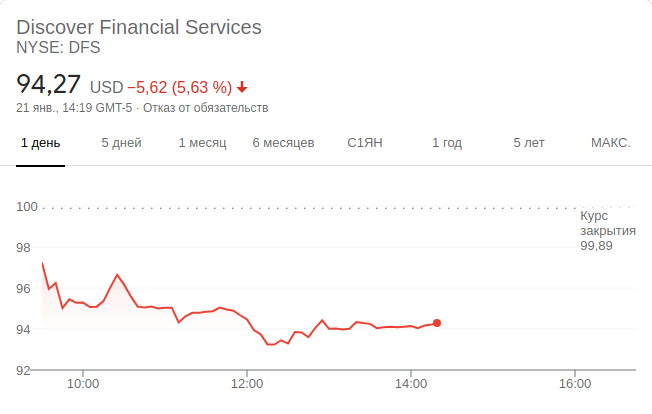 Discover Financial Services
NYSE: DFS
94,27 USD −5,62 (5,63 %)
21 янв., 14:19 GMT-5 · Отказ от обязательств
1 день 5 дней 1 месяц 6 месяцев С1ЯН 1 год 5 лет МАКС.
100
Курс
закрытия
99,89
98
96
94
92
10:00 12:00 14:00 16:00